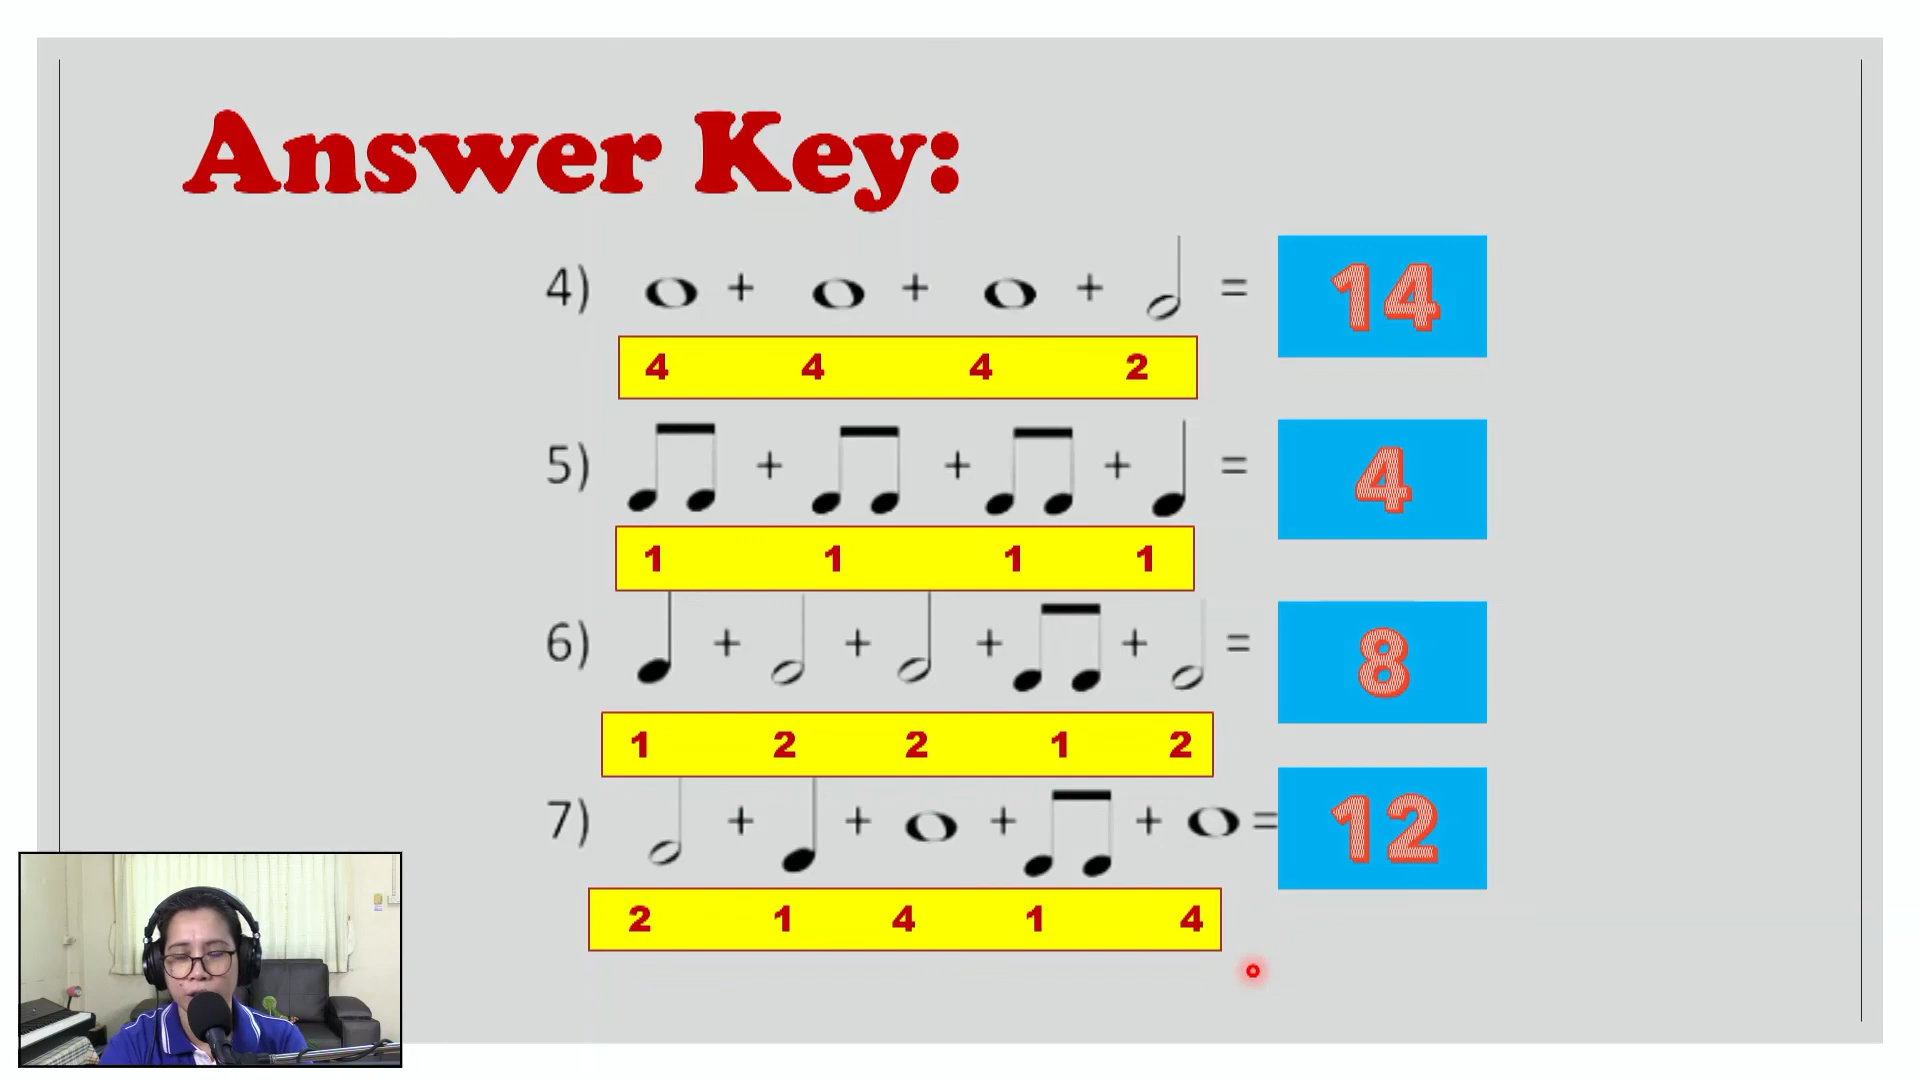 Answer Key:
4) + + + = 14
4 4 4 2
5) + + + = 4
1 1 1 1
6) + + + + = 8
1 2 2 1 2
7) + + + + = 12
2 1 4 1 4